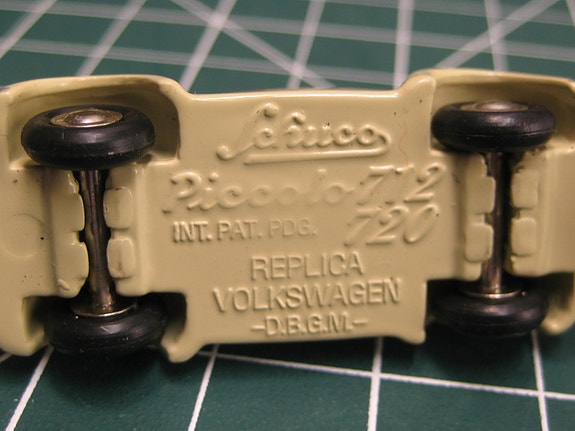 Schuco
Piccolo 712
INT. PAT. PDG. 720
REPLICA
VOLKSWAGEN
-D.B.G.M.-